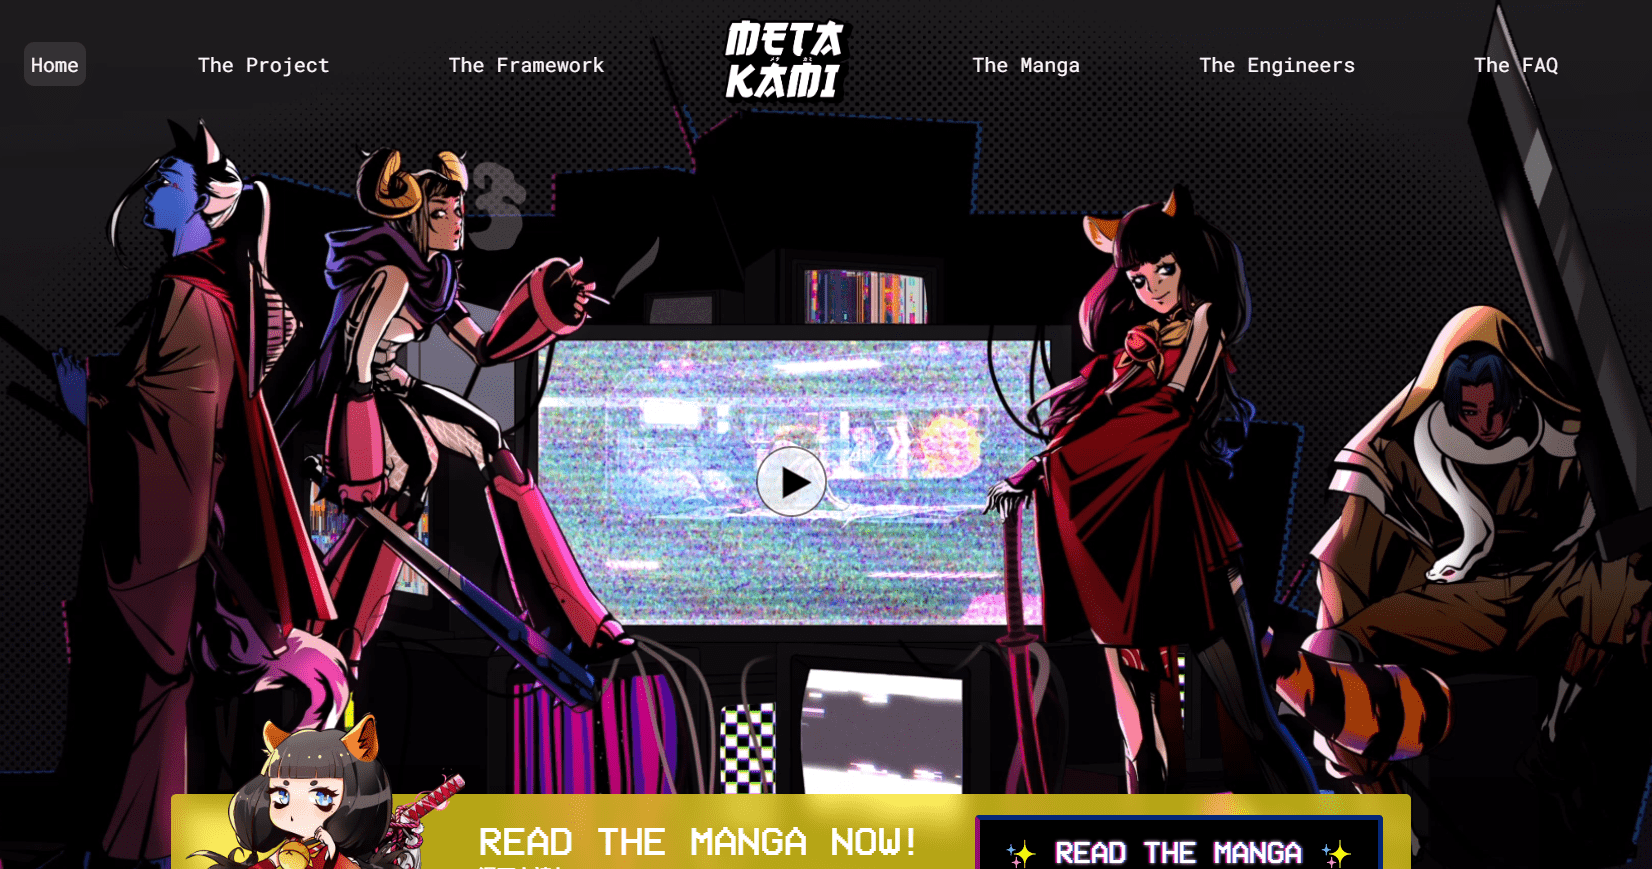 Home
The Project
The Framework
META
KAMI
The Manga
The Engineers
The FAQ
READ THE MANGA NOW!
READ THE MANGA